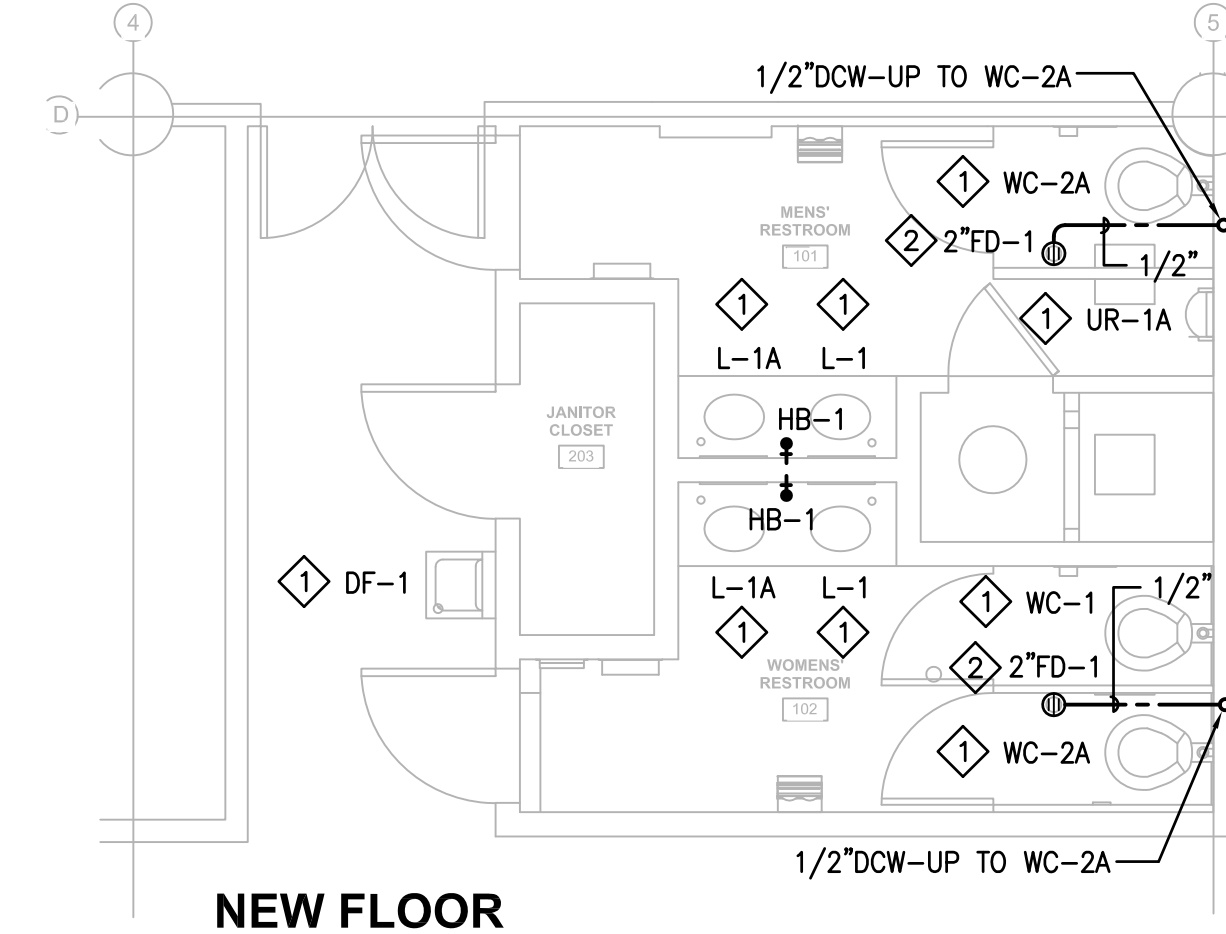 4
5
1/2”DCW-UP TO WC-2A
D
1 WC-2A
MENS'
RESTROOM
101
2 2”FD-1
1/2”
1 1
1 UR-1A
L-1A L-1
JANITOR
CLOSET
203
HB-1
HB-1
1 DF-1
L-1A L-1
1 WC-1
1/2”
1 1
WOMENS'
RESTROOM
102
2 2”FD-1
1 WC-2A
1/2”DCW-UP TO WC-2A
NEW FLOOR